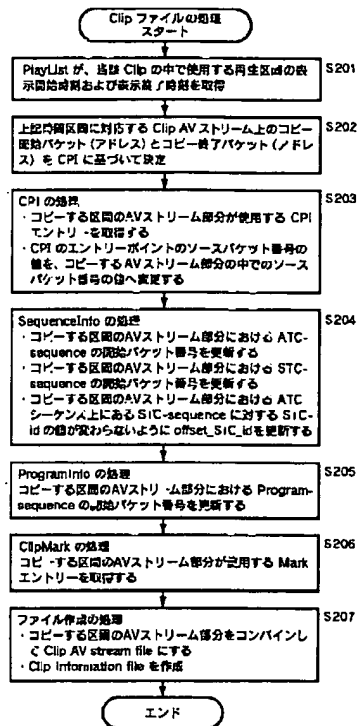 Clip ファイルの処理
スタート
S201
PlayList が、当該 Clip の中で使用する再生区間の表
示開始時刻および表示終了時刻を取得
S202
上記時間区間に対応する Clip AV ストリーム上のコピー
開始パケット(アドレス)とコピー終了パケット(アドレ
ス)を CPI に基づいて決定
S203
CPI の処理
・コピーする区間のAVストリーム部分が使用する CPI
エントリーを取得する
・CPI のエントリーポイントのソースパケット番号の
値を、コピーするAVストリーム部分の中でのソース
パケット番号の値へ変更する
S204
SequenceInfo の処理
・コピーする区間のAVストリーム部分における ATC-
sequence の開始パケット番号を更新する
・コピーする区間のAVストリーム部分における STC-
sequence の開始パケット番号を更新する
・コピーする区間のAVストリーム部分における ATC
シーケンス上にある STC-sequence に対する STC-
id の値が変わらないように offset_STC_idを更新する
S205
ProgramInfo の処理
コピーする区間のAVストリーム部分における Program-
sequence の開始パケット番号を更新する
S206
ClipMark の処理
コピーする区間のAVストリーム部分が使用する Mark
エントリーを取得する
S207
ファイル作成の処理
・コピーする区間のAVストリーム部分をコンバインし
て Clip AV stream file にする
・Clip Information file を作成
エンド